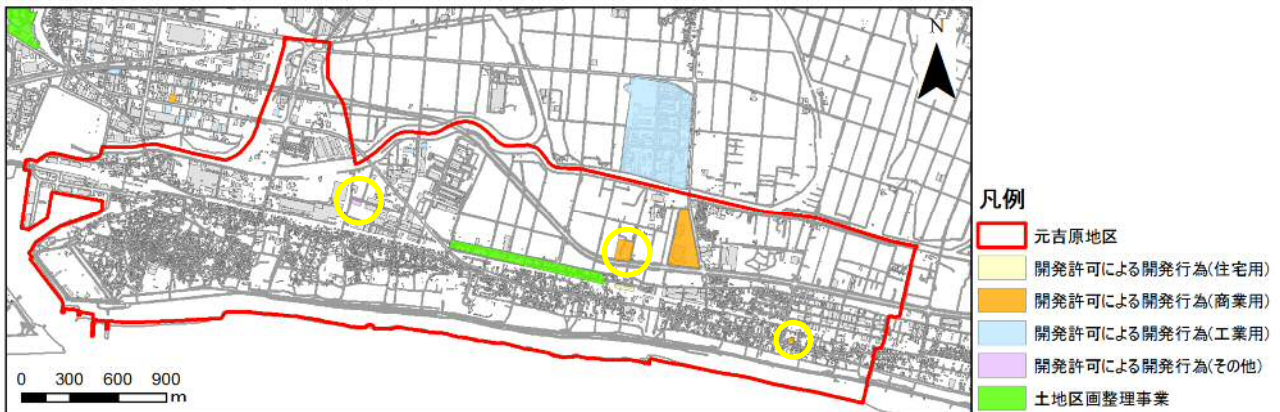 N
0 300 600 900
m
凡例
元吉原地区
開発許可による開発行為(住宅用)
開発許可による開発行為(商業用)
開発許可による開発行為(工業用)
開発許可による開発行為(その他)
土地区画整理事業